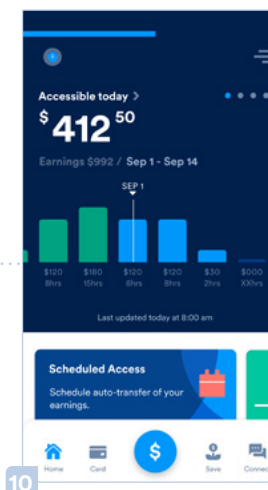 Accessible today >
$412.50
Earnings $992 / Sep 1 - Sep 14
SEP 1
$120 $180 $120 $120 $30 $000
8hrs 15hrs 6hrs 8hrs 2hrs XXhrs
Last updated today at 8:00 am
Scheduled Access
Schedule auto-transfer of your
earnings.
$
Home Card Save Connect
10